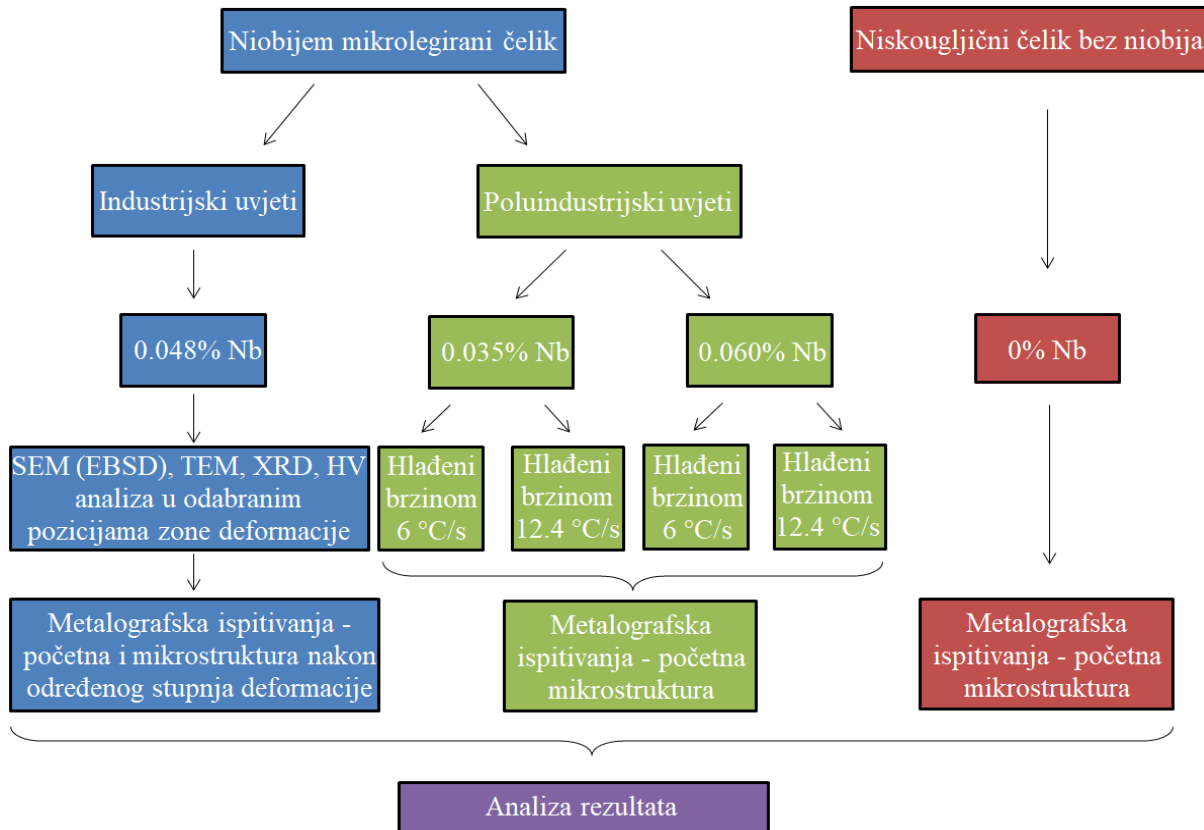 Niobijem mikrolegirani čelik
Niskougljični čelik bez niobija
Industrijski uvjeti
Poluindustrijski uvjeti
0.048% Nb
0.035% Nb
0.060% Nb
0% Nb
SEM (EBSD), TEM, XRD, HV
analiza u odabranim
pozicijama zone deformacije
Hlađeni
brzinom
6 °C/s
Hlađeni
brzinom
12.4 °C/s
Hlađeni
brzinom
6 °C/s
Hlađeni
brzinom
12.4 °C/s
Metalografska ispitivanja -
početna i mikrostruktura nakon
određenog stupnja deformacije
Metalografska
ispitivanja - početna
mikrostruktura
Metalografska
ispitivanja - početna
mikrostruktura
Analiza rezultata